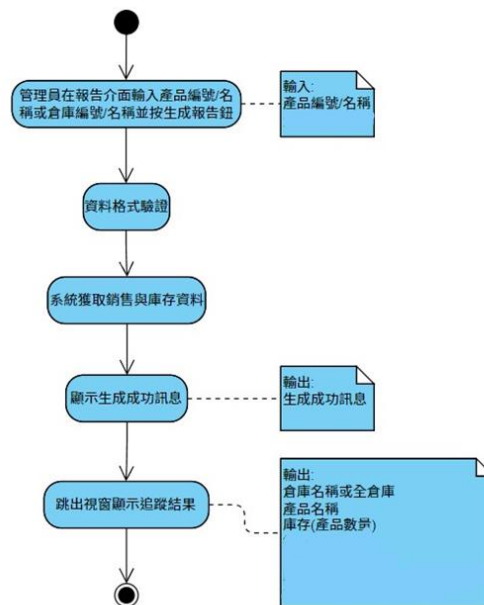 管理員在報告介面輸入產品編號/名
稱或倉庫編號/名稱並按生成報告鈕
輸入:
產品編號/名稱
資料格式驗證
系統獲取銷售與庫存資料
顯示生成成功訊息
輸出:
生成成功訊息
跳出視窗顯示追蹤結果
輸出:
倉庫名稱或全倉庫
產品名稱
庫存(產品數量)